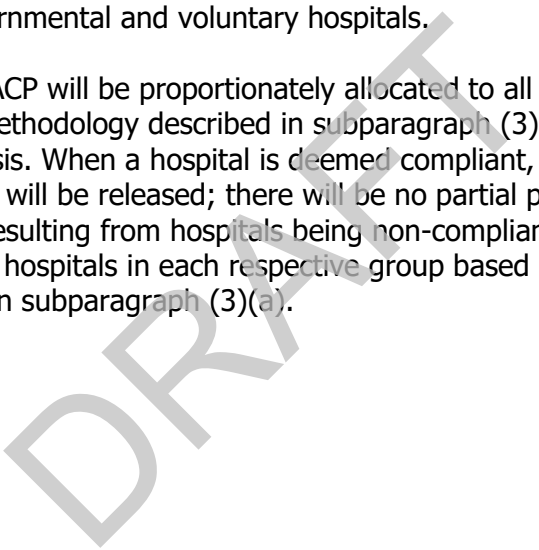 ernmental and voluntary hospitals.
ACP will be proportionately allocated to all
ethodology described in subparagraph (3)
sis. When a hospital is deemed compliant,
will be released; there will be no partial p
esulting from hospitals being non-complian
hospitals in each respective group based
n subparagraph (3)(a).
DRAFT